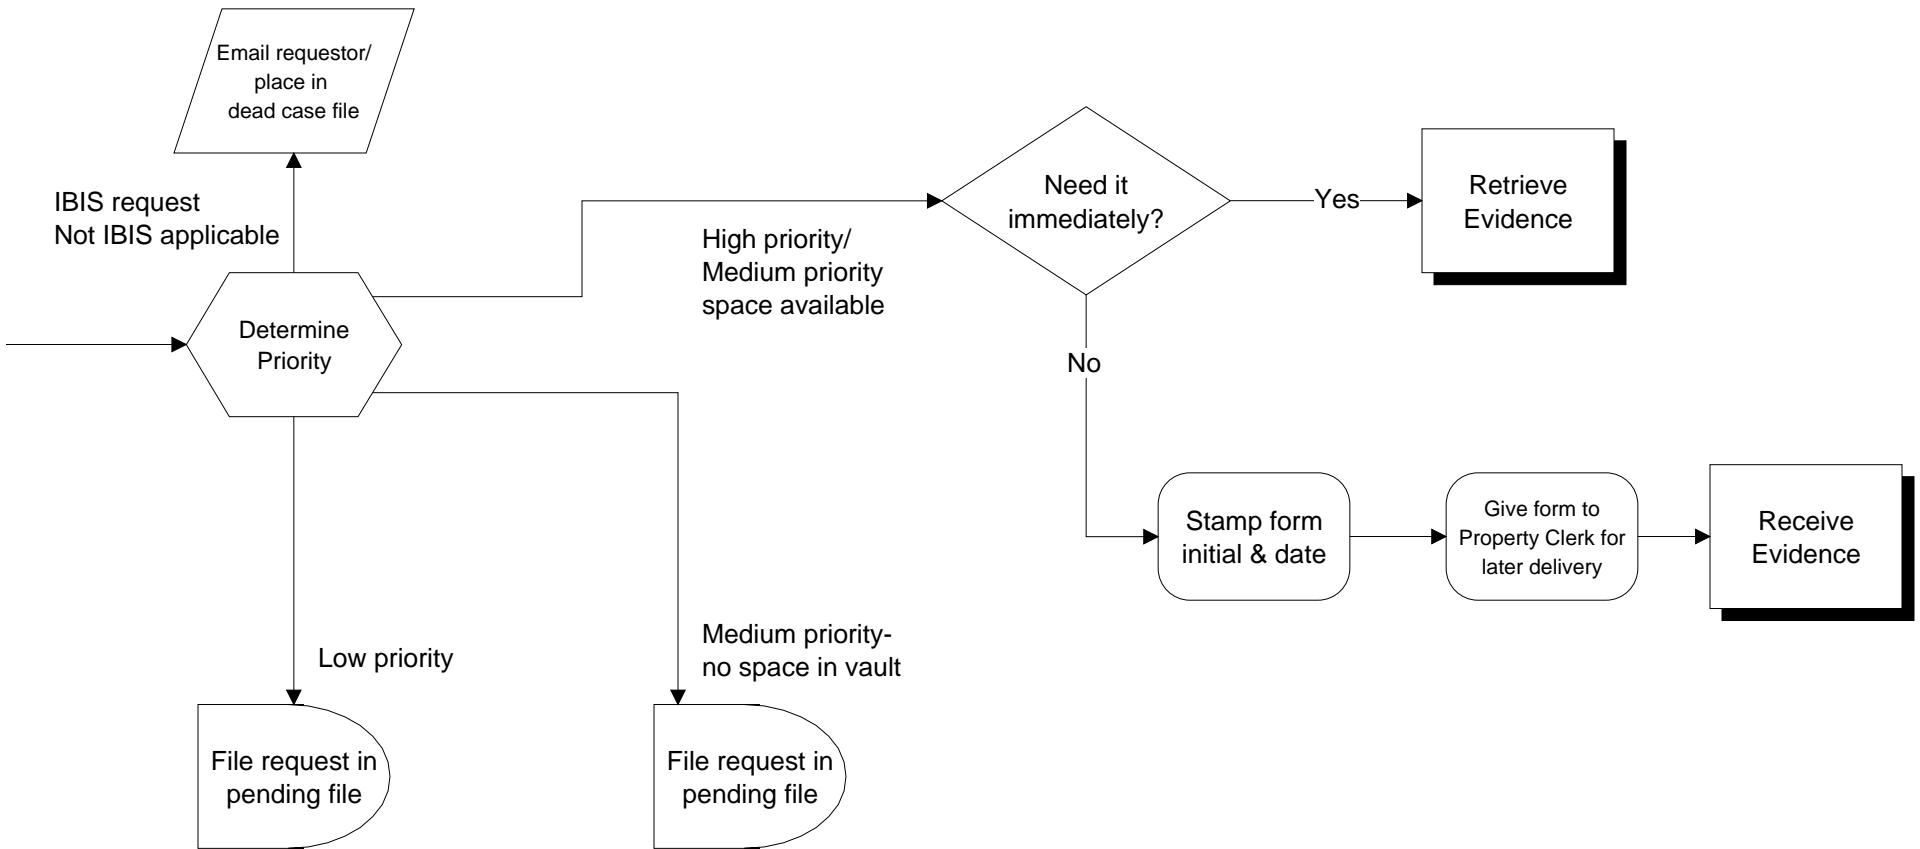 Email requestor/
place in
dead case file
IBIS request
Not IBIS applicable
Determine
Priority
High priority/
Medium priority
space available
Need it
immediately?
Yes
Retrieve
Evidence
No
Stamp form
initial & date
Give form to
Property Clerk for
later delivery
Receive
Evidence
Low priority
Medium priority-
no space in vault
File request in
pending file
File request in
pending file